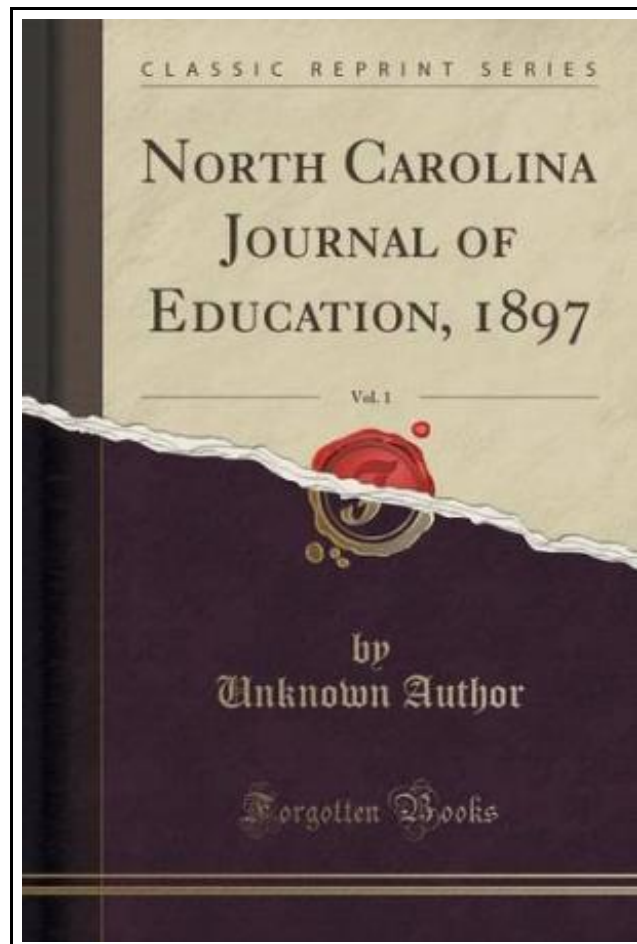 CLASSIC REPRINT SERIES
NORTH CAROLINA
JOURNAL OF
EDUCATION, 1897
Vol. 1
by
Unknown Author
Forgotten Books